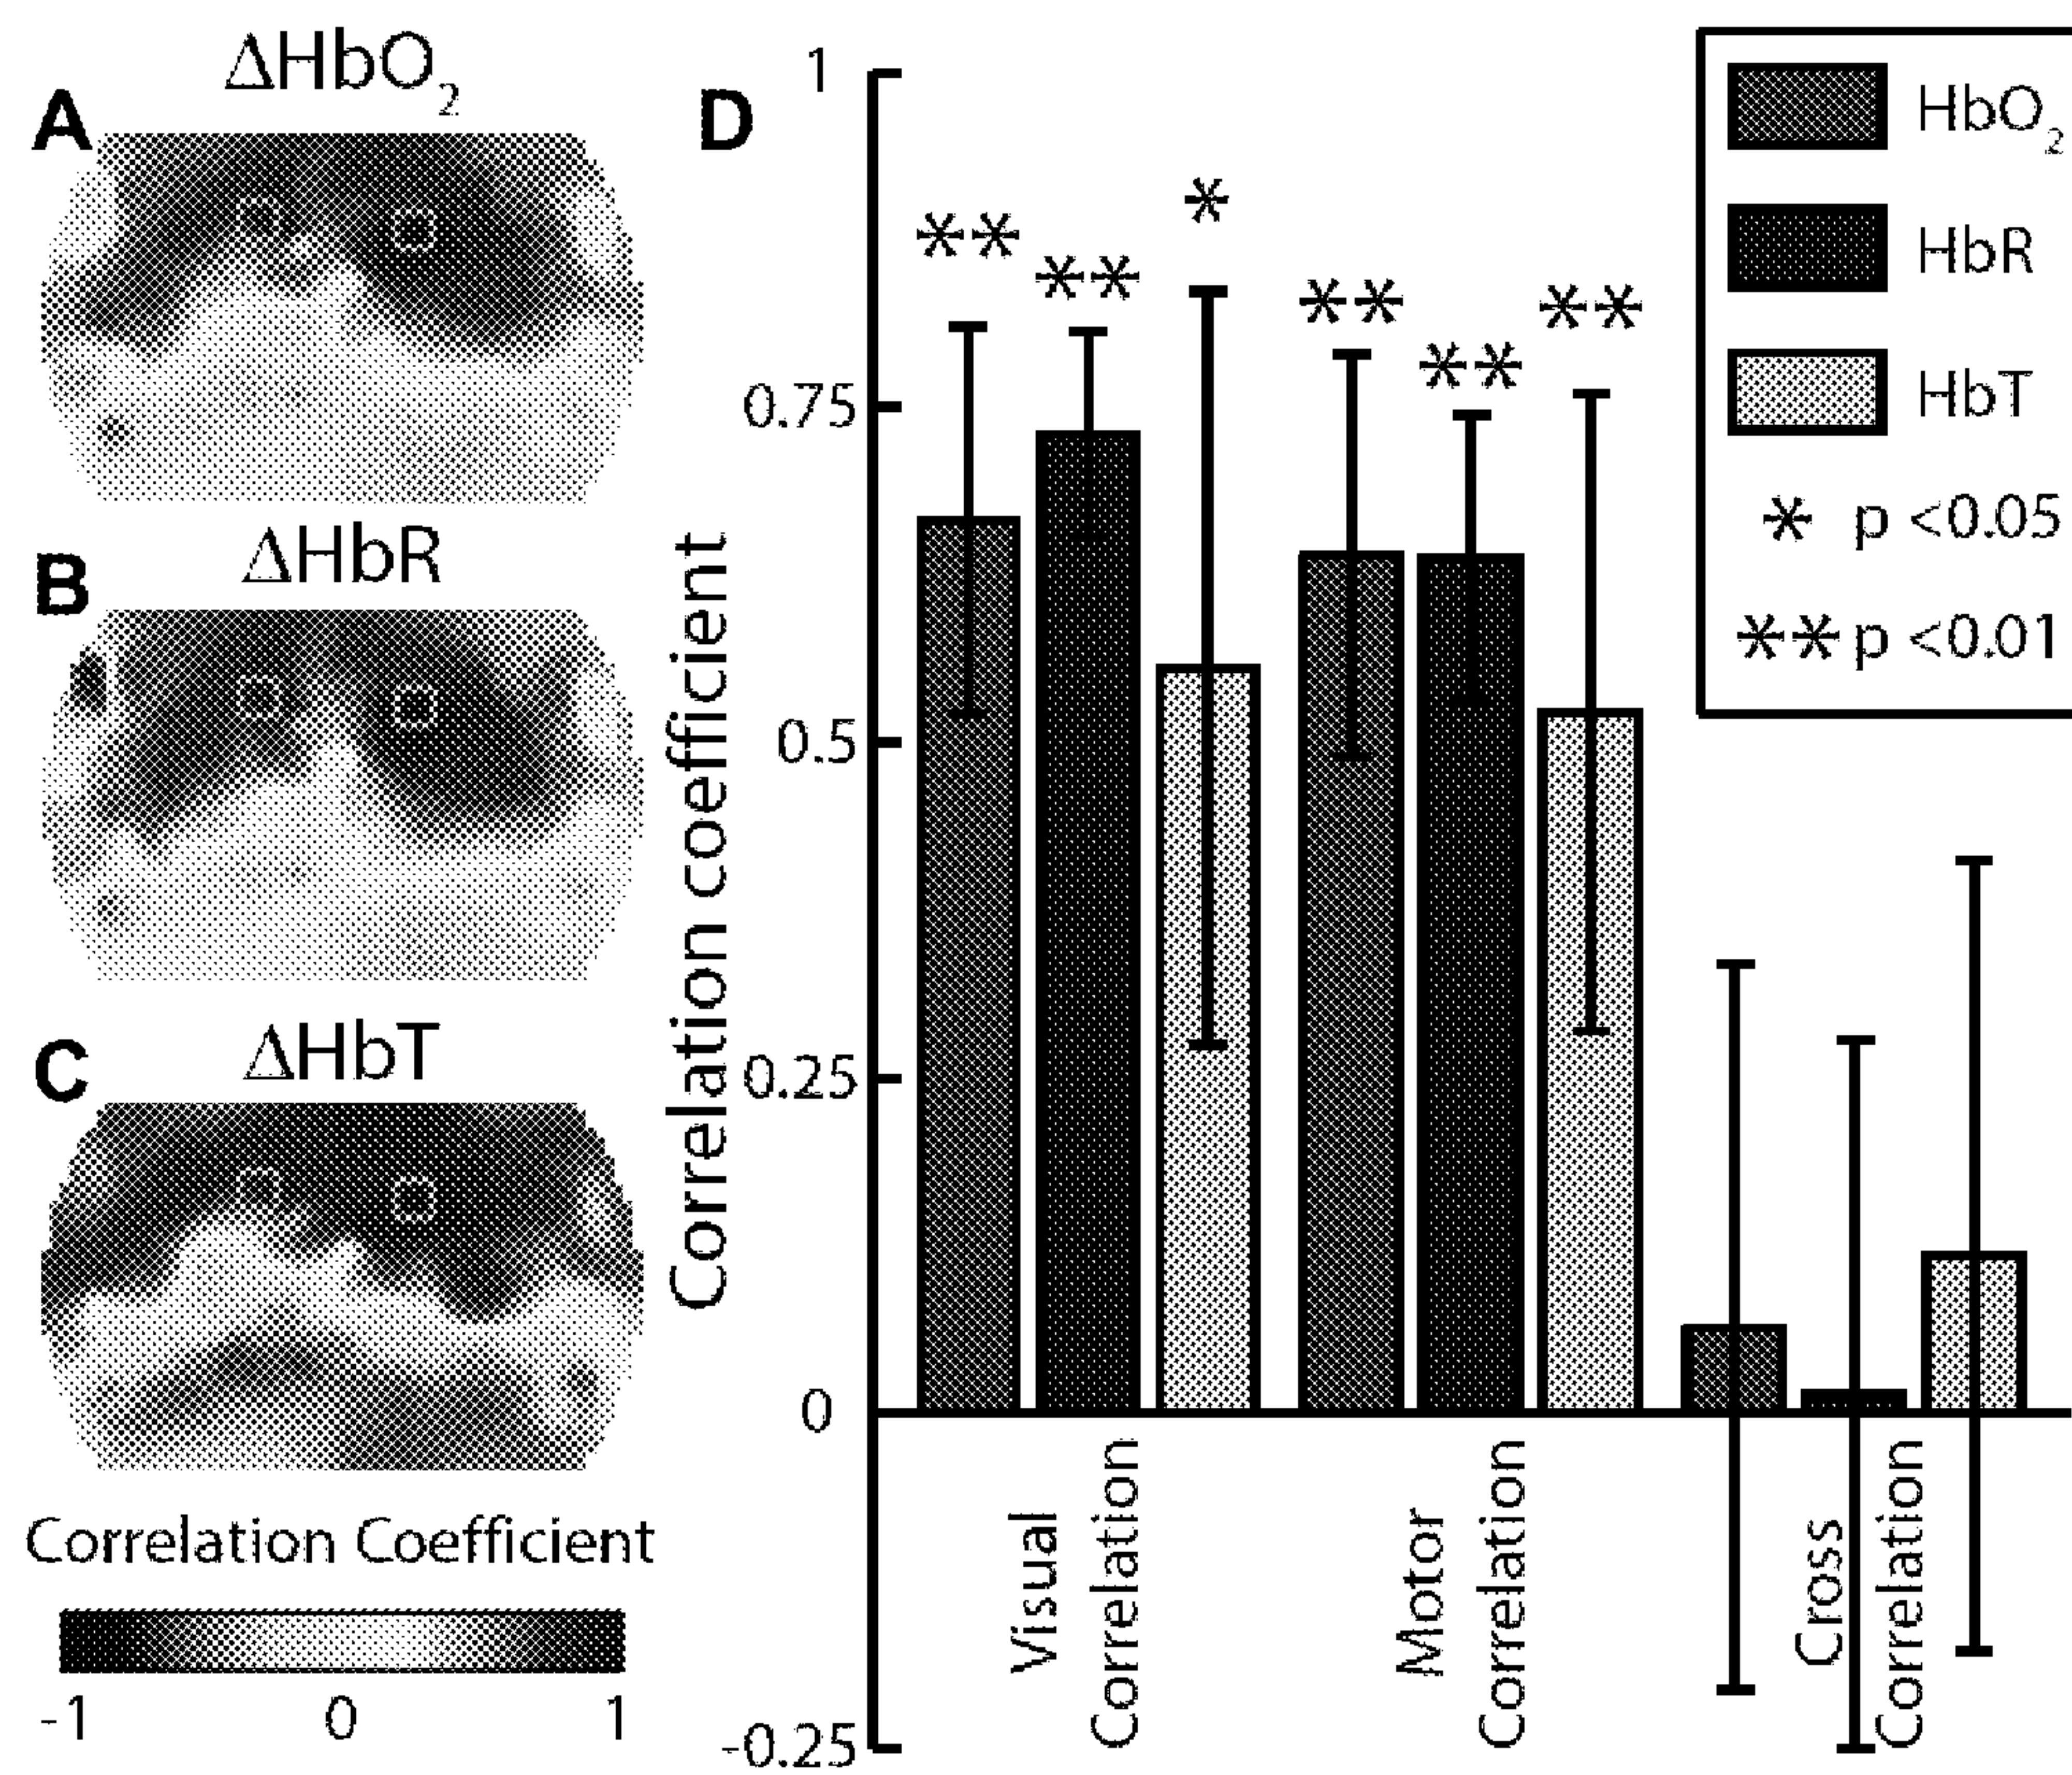 A
ΔHbO₂
B
ΔHbR
C
ΔHbT
Correlation Coefficient
-1 0 1
D
Correlation coefficient
1
0.75
0.5
0.25
0
-0.25
** ** * ** ** **
Visual
Correlation
Motor
Correlation
Cross
Correlation
HbO₂
HbR
HbT
* p <0.05
** p <0.01